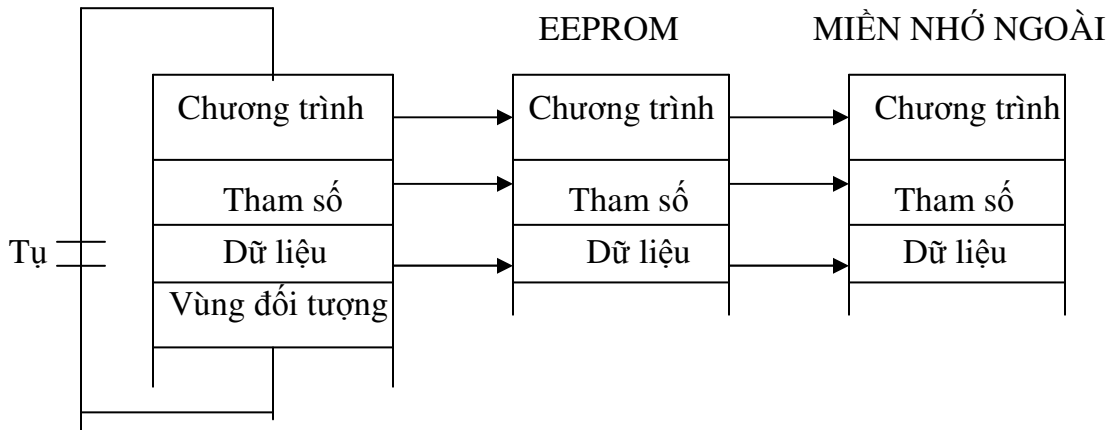 EEPROM MIỀN NHỚ NGOÀI
Chương trình Chương trình Chương trình
Tham số Tham số Tham số
Tụ Dữ liệu Dữ liệu Dữ liệu
Vùng đối tượng